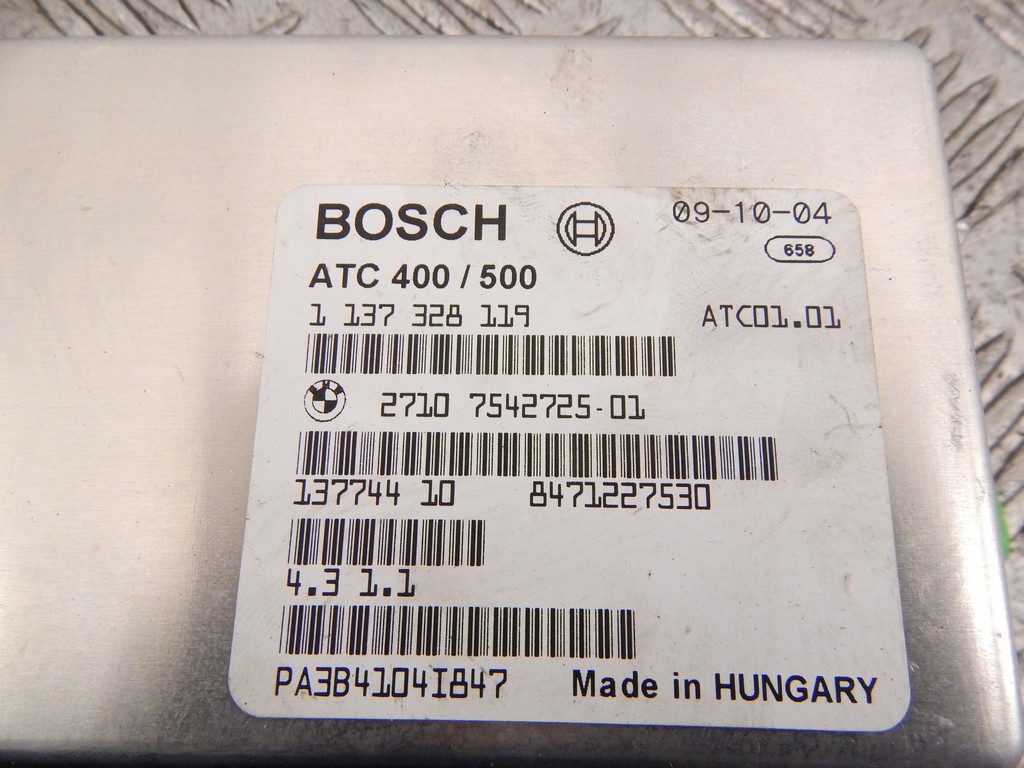 BOSCH 09-10-04
658
ATC 400 / 500
1 137 328 119 ATC01.01
2710 7542725-01
137744 10 8471227530
4.3 1.1
PA3B4104I847 Made in HUNGARY